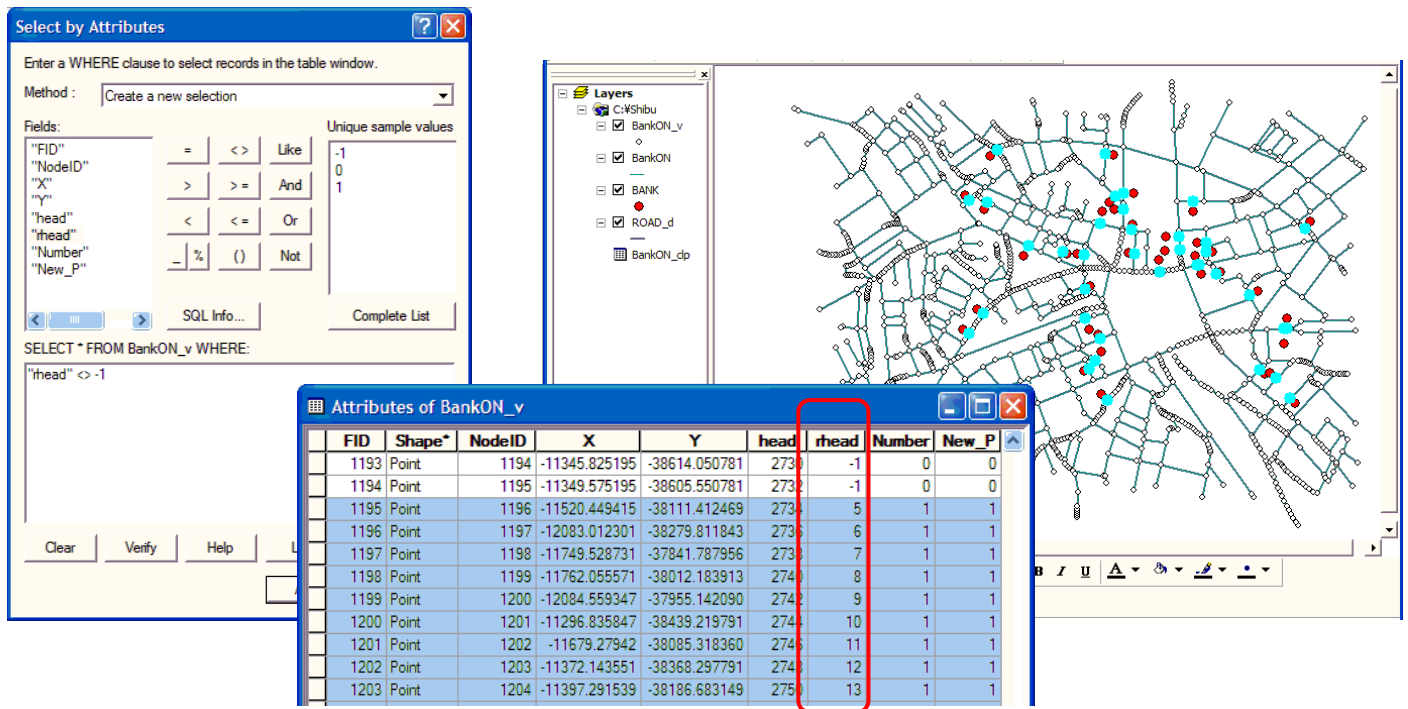 Select by Attributes
Enter a WHERE clause to select records in the table window.
Method : Create a new selection
Fields: Unique sample values
"FID"
"NodeID"
"X"
"Y"
"head"
"rhead"
"Number"
"New_P"
= <> Like
> >= And
< <= Or
_ % () Not
-1
0
1
SQL Info... Complete List
SELECT * FROM BankON_v WHERE:
"rhead" <> -1
Clear Verify Help
Layers
C:¥Shibu
BankON_v
BankON
BANK
ROAD_d
BankON_dp
B I U A
Attributes of BankON_v
FID Shape* NodeID X Y head rhead Number New_P
1193 Point 1194 -11345.825195 -38614.050781 2730 -1 0 0
1194 Point 1195 -11349.575195 -38605.550781 2732 -1 0 0
1195 Point 1196 -11520.449415 -38111.412469 2734 5 1 1
1196 Point 1197 -12083.012301 -38279.811843 2736 6 1 1
1197 Point 1198 -11749.528731 -37841.787956 2738 7 1 1
1198 Point 1199 -11762.055571 -38012.183913 2740 8 1 1
1199 Point 1200 -12084.559347 -37955.142090 2742 9 1 1
1200 Point 1201 -11296.835847 -38439.219791 2744 10 1 1
1201 Point 1202 -11679.27942 -38085.318360 2746 11 1 1
1202 Point 1203 -11372.143551 -38368.297791 2748 12 1 1
1203 Point 1204 -11397.291539 -38186.683149 2750 13 1 1